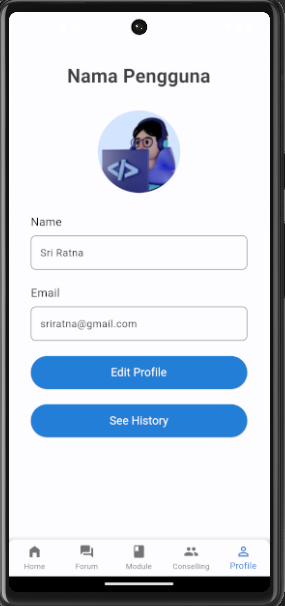 Nama Pengguna
</>
Name
Sri Ratna
Email
sriratna@gmail.com
Edit Profile
See History
Home
Forum
Module
Conselling
Profile